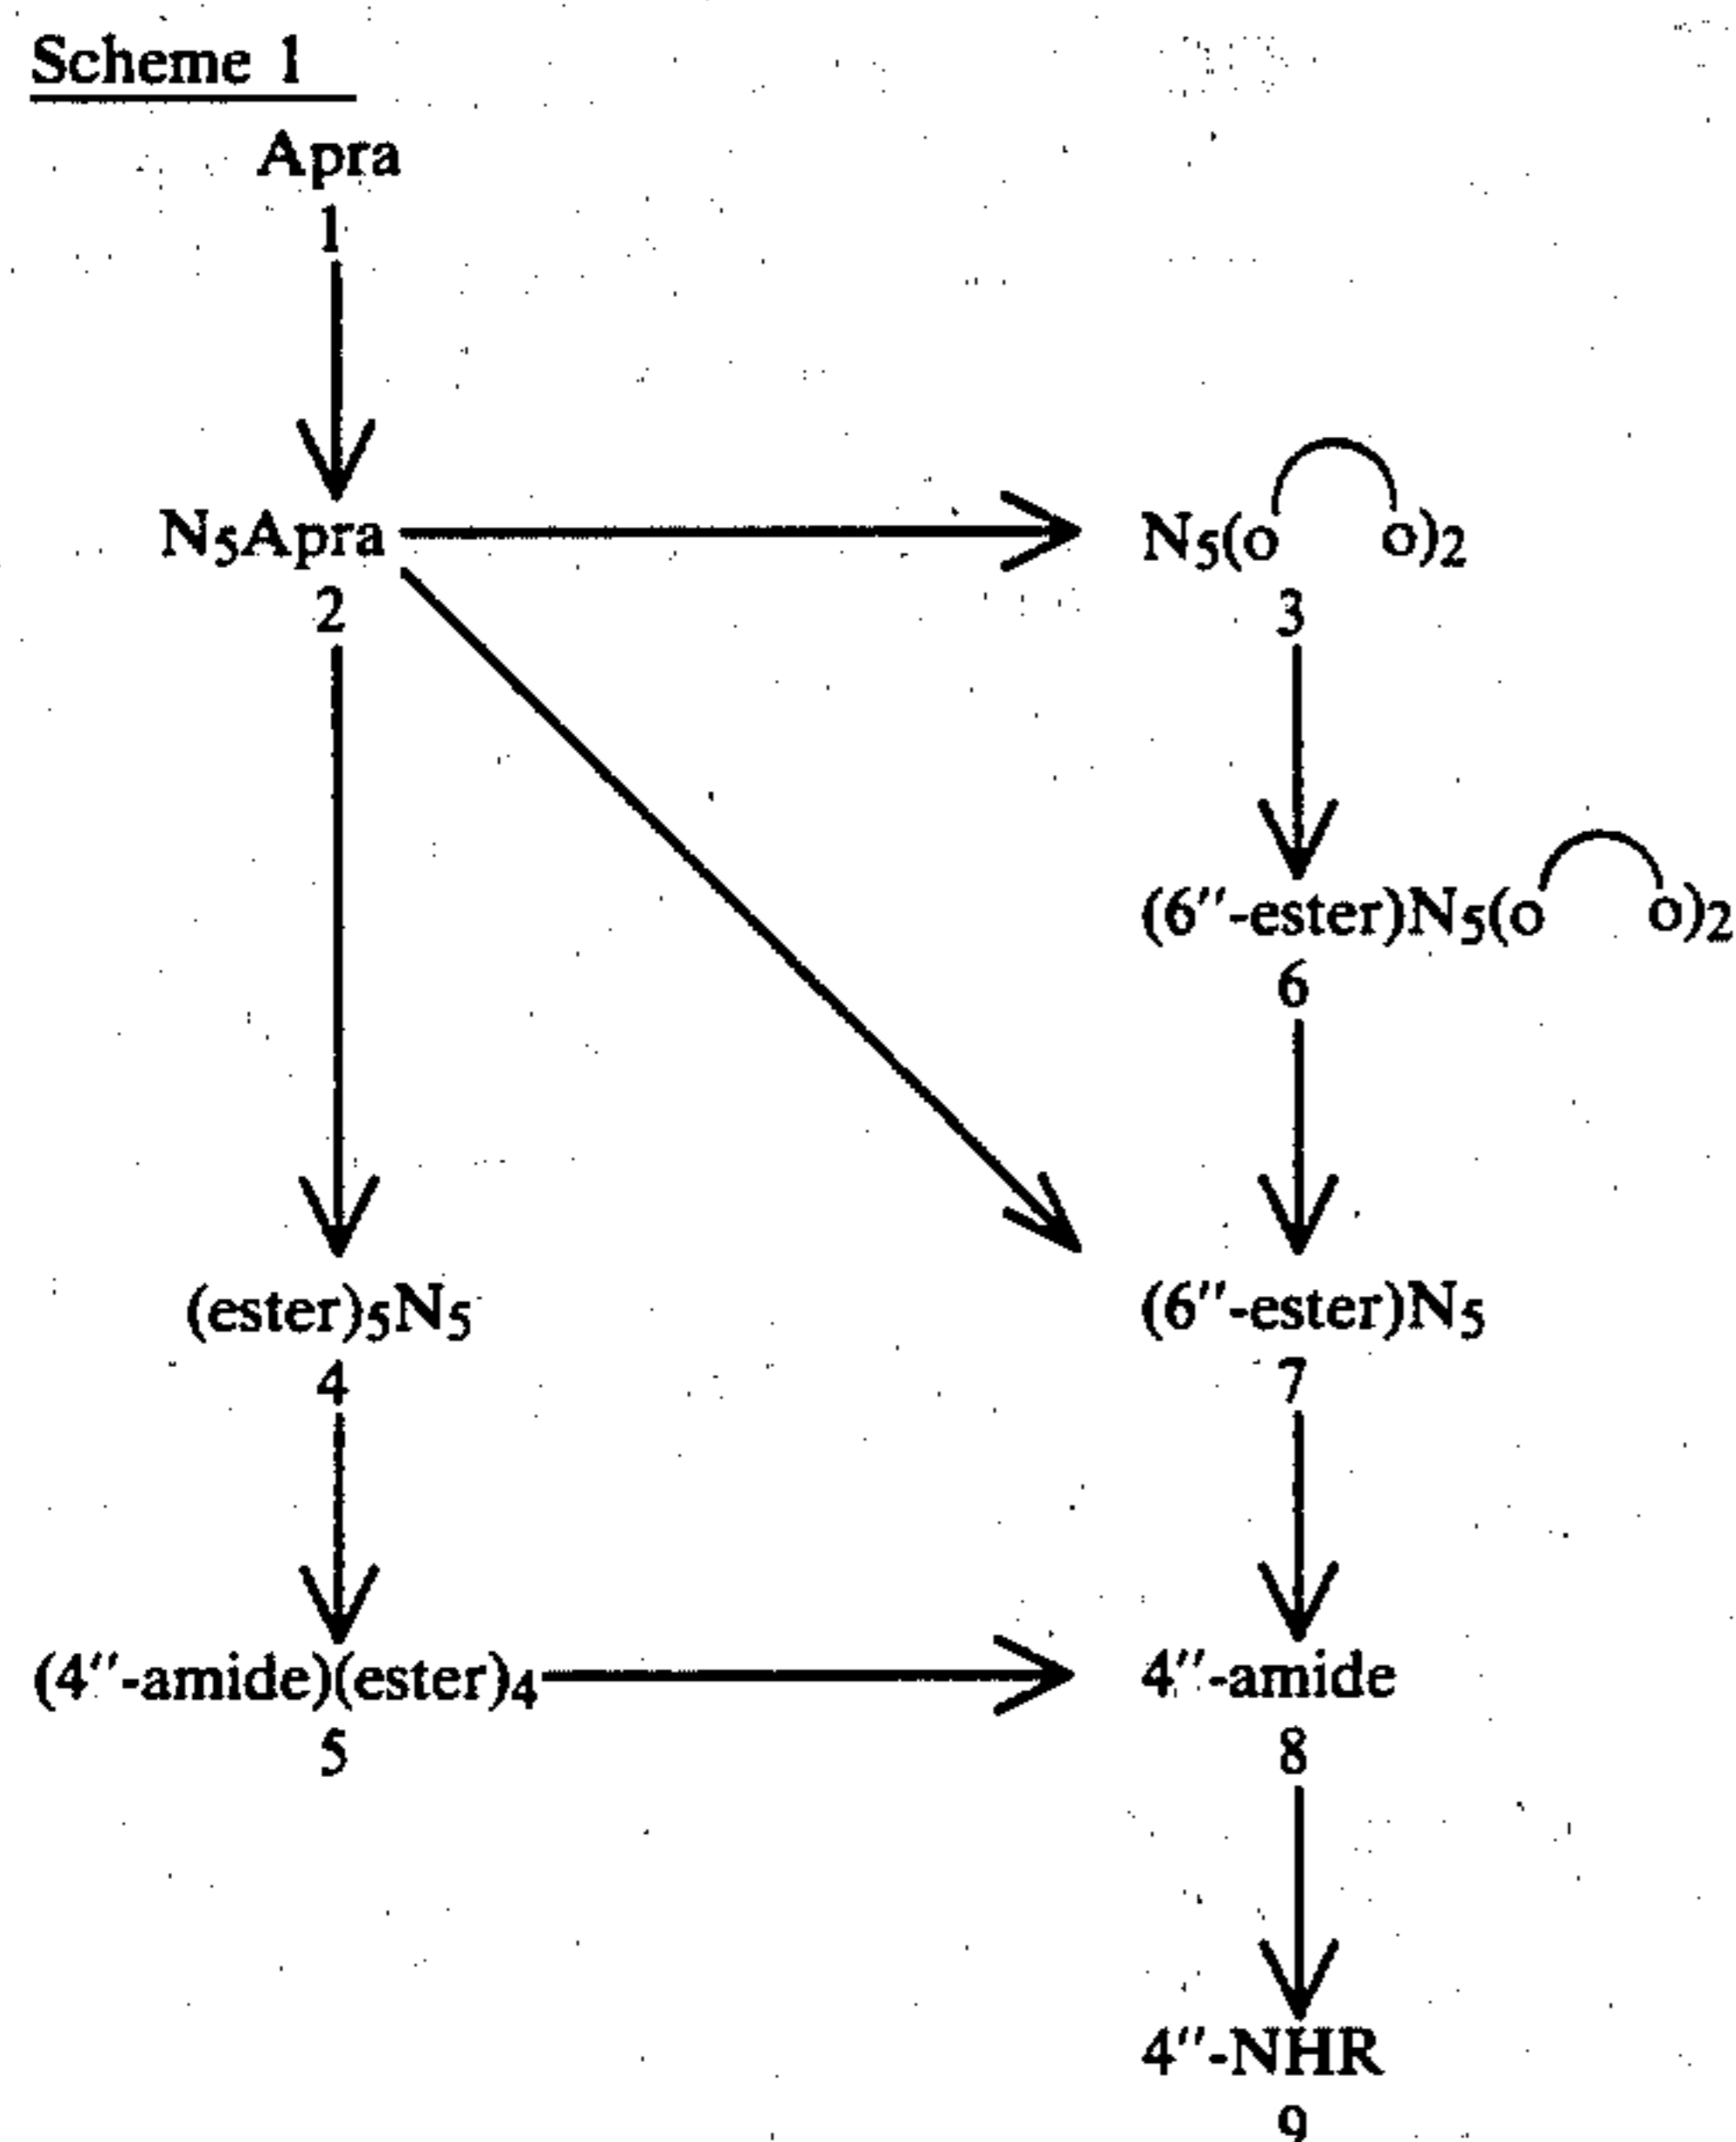 Scheme 1
Apra
1
N5Apra
2
N5(o o)2
3
(6″-ester)N5(o o)2
6
(ester)5N5
4
(6″-ester)N5
7
(4″-amide)(ester)4
5
4″-amide
8
4″-NHR
9